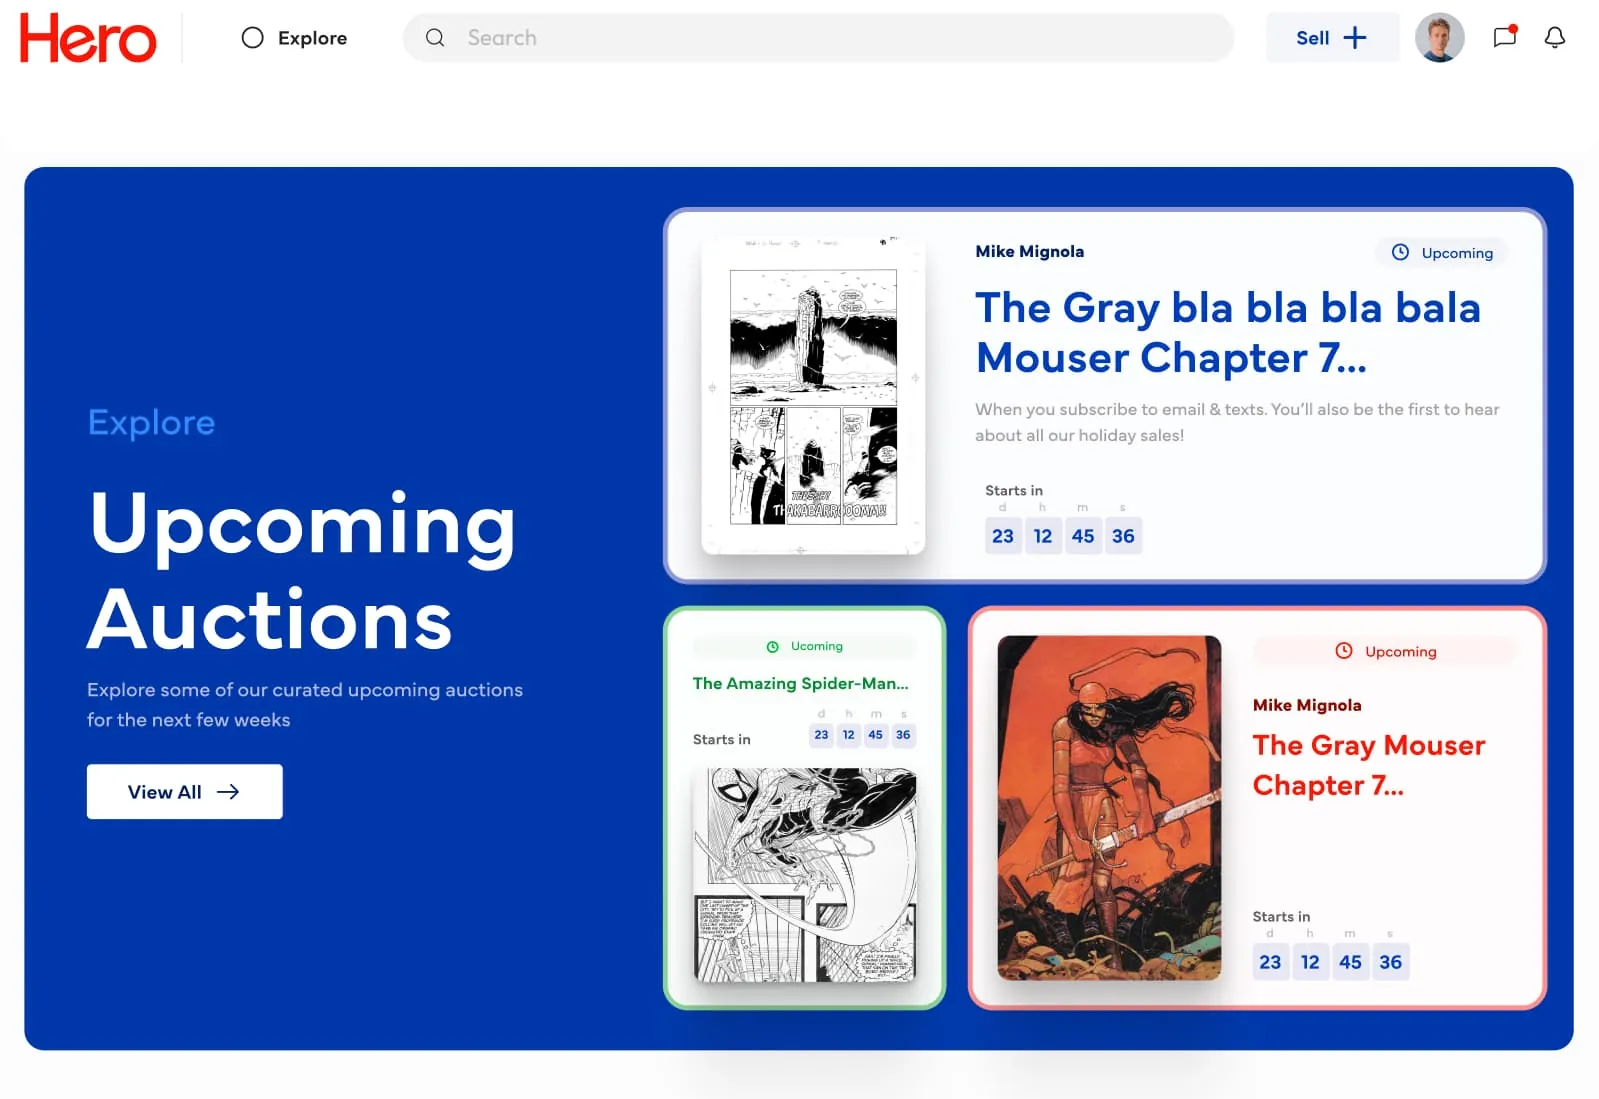 Hero
Explore
Search
Sell
Explore
Upcoming
Auctions
Explore some of our curated upcoming auctions
for the next few weeks
View All
Mike Mignola
Upcoming
The Gray bla bla bla bala
Mouser Chapter 7...
When you subscribe to email & texts. You’ll also be the first to hear
about all our holiday sales!
Starts in
d h m s
23 12 45 36
THAKABARRROOOMM!!
Ucoming
The Amazing Spider-Man...
d h m s
Starts in 23 12 45 36
Upcoming
Mike Mignola
The Gray Mouser
Chapter 7...
Starts in
d h m s
23 12 45 36